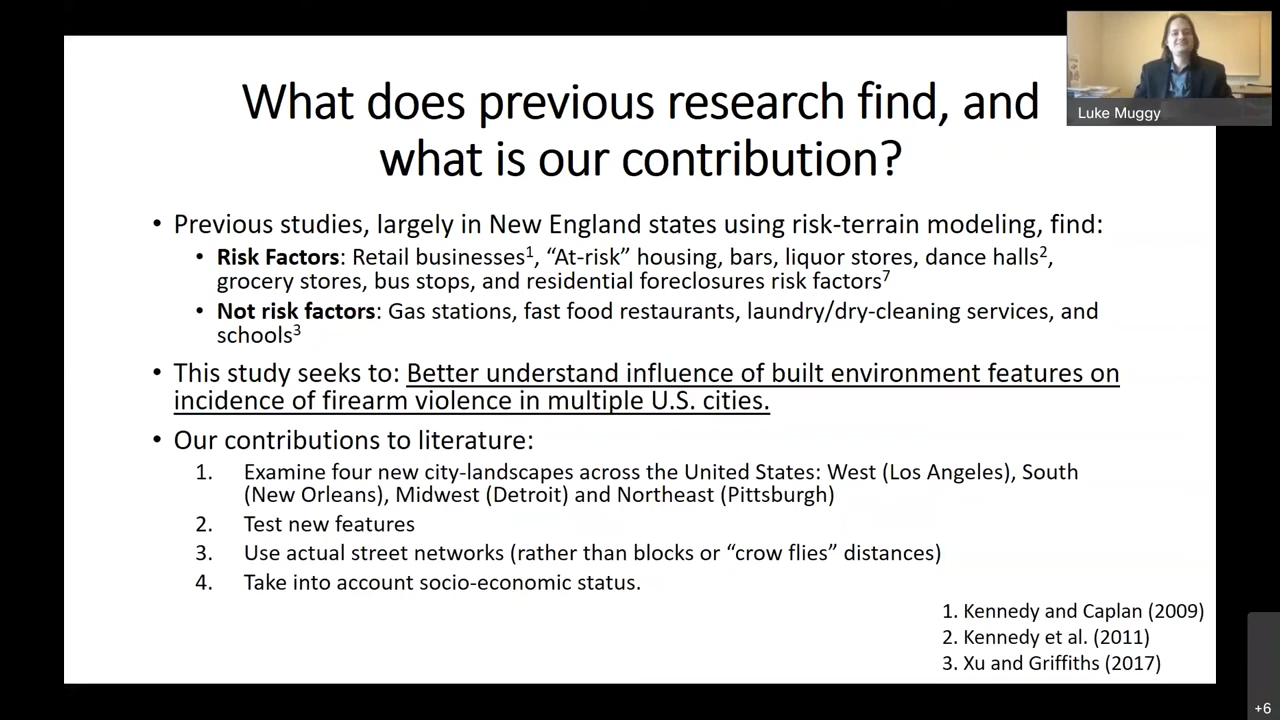 What does previous research find, and
what is our contribution?
Luke Muggy
• Previous studies, largely in New England states using risk-terrain modeling, find:
• Risk Factors: Retail businesses¹, “At-risk” housing, bars, liquor stores, dance halls²,
grocery stores, bus stops, and residential foreclosures risk factors⁷
• Not risk factors: Gas stations, fast food restaurants, laundry/dry-cleaning services, and
schools³
• This study seeks to: Better understand influence of built environment features on
incidence of firearm violence in multiple U.S. cities.
• Our contributions to literature:
1. Examine four new city-landscapes across the United States: West (Los Angeles), South
(New Orleans), Midwest (Detroit) and Northeast (Pittsburgh)
2. Test new features
3. Use actual street networks (rather than blocks or “crow flies” distances)
4. Take into account socio-economic status.
1. Kennedy and Caplan (2009)
2. Kennedy et al. (2011)
3. Xu and Griffiths (2017)
+6